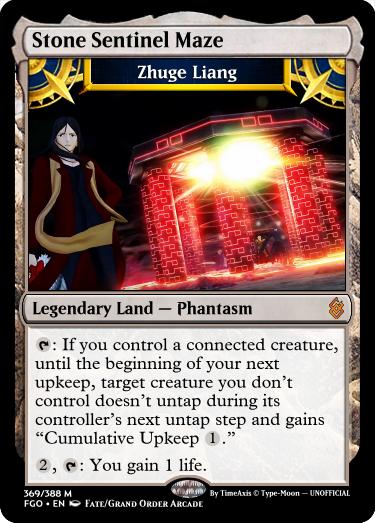 Stone Sentinel Maze
Zhuge Liang
Legendary Land — Phantasm
: If you control a connected creature,
until the beginning of your next
upkeep, target creature you don't
control doesn't untap during its
controller's next untap step and gains
“Cumulative Upkeep 1.”
2, : You gain 1 life.
369/388 M
FGO • EN Fate/Grand Order Arcade
By TimeAxis © Type-Moon — UNOFFICIAL